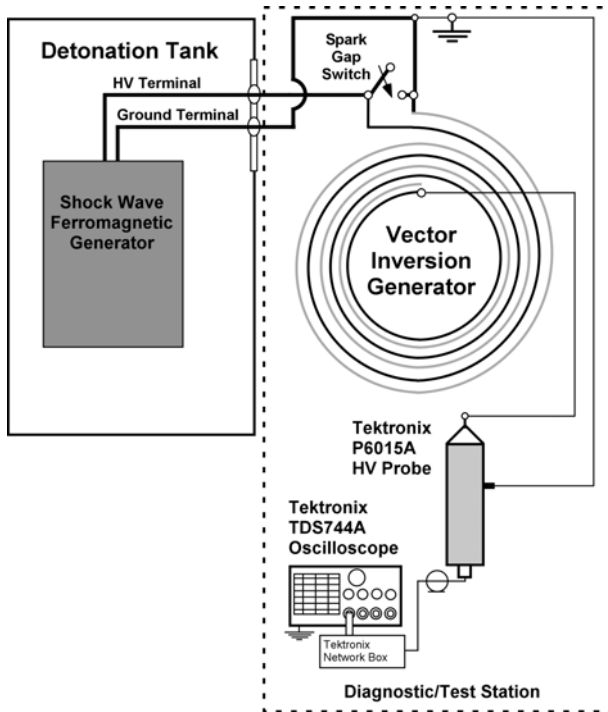 Detonation Tank
HV Terminal
Ground Terminal
Shock Wave
Ferromagnetic
Generator
Spark
Gap
Switch
Vector
Inversion
Generator
Tektronix
P6015A
HV Probe
Tektronix
TDS744A
Oscilloscope
Tektronix
Network Box
Diagnostic/Test Station